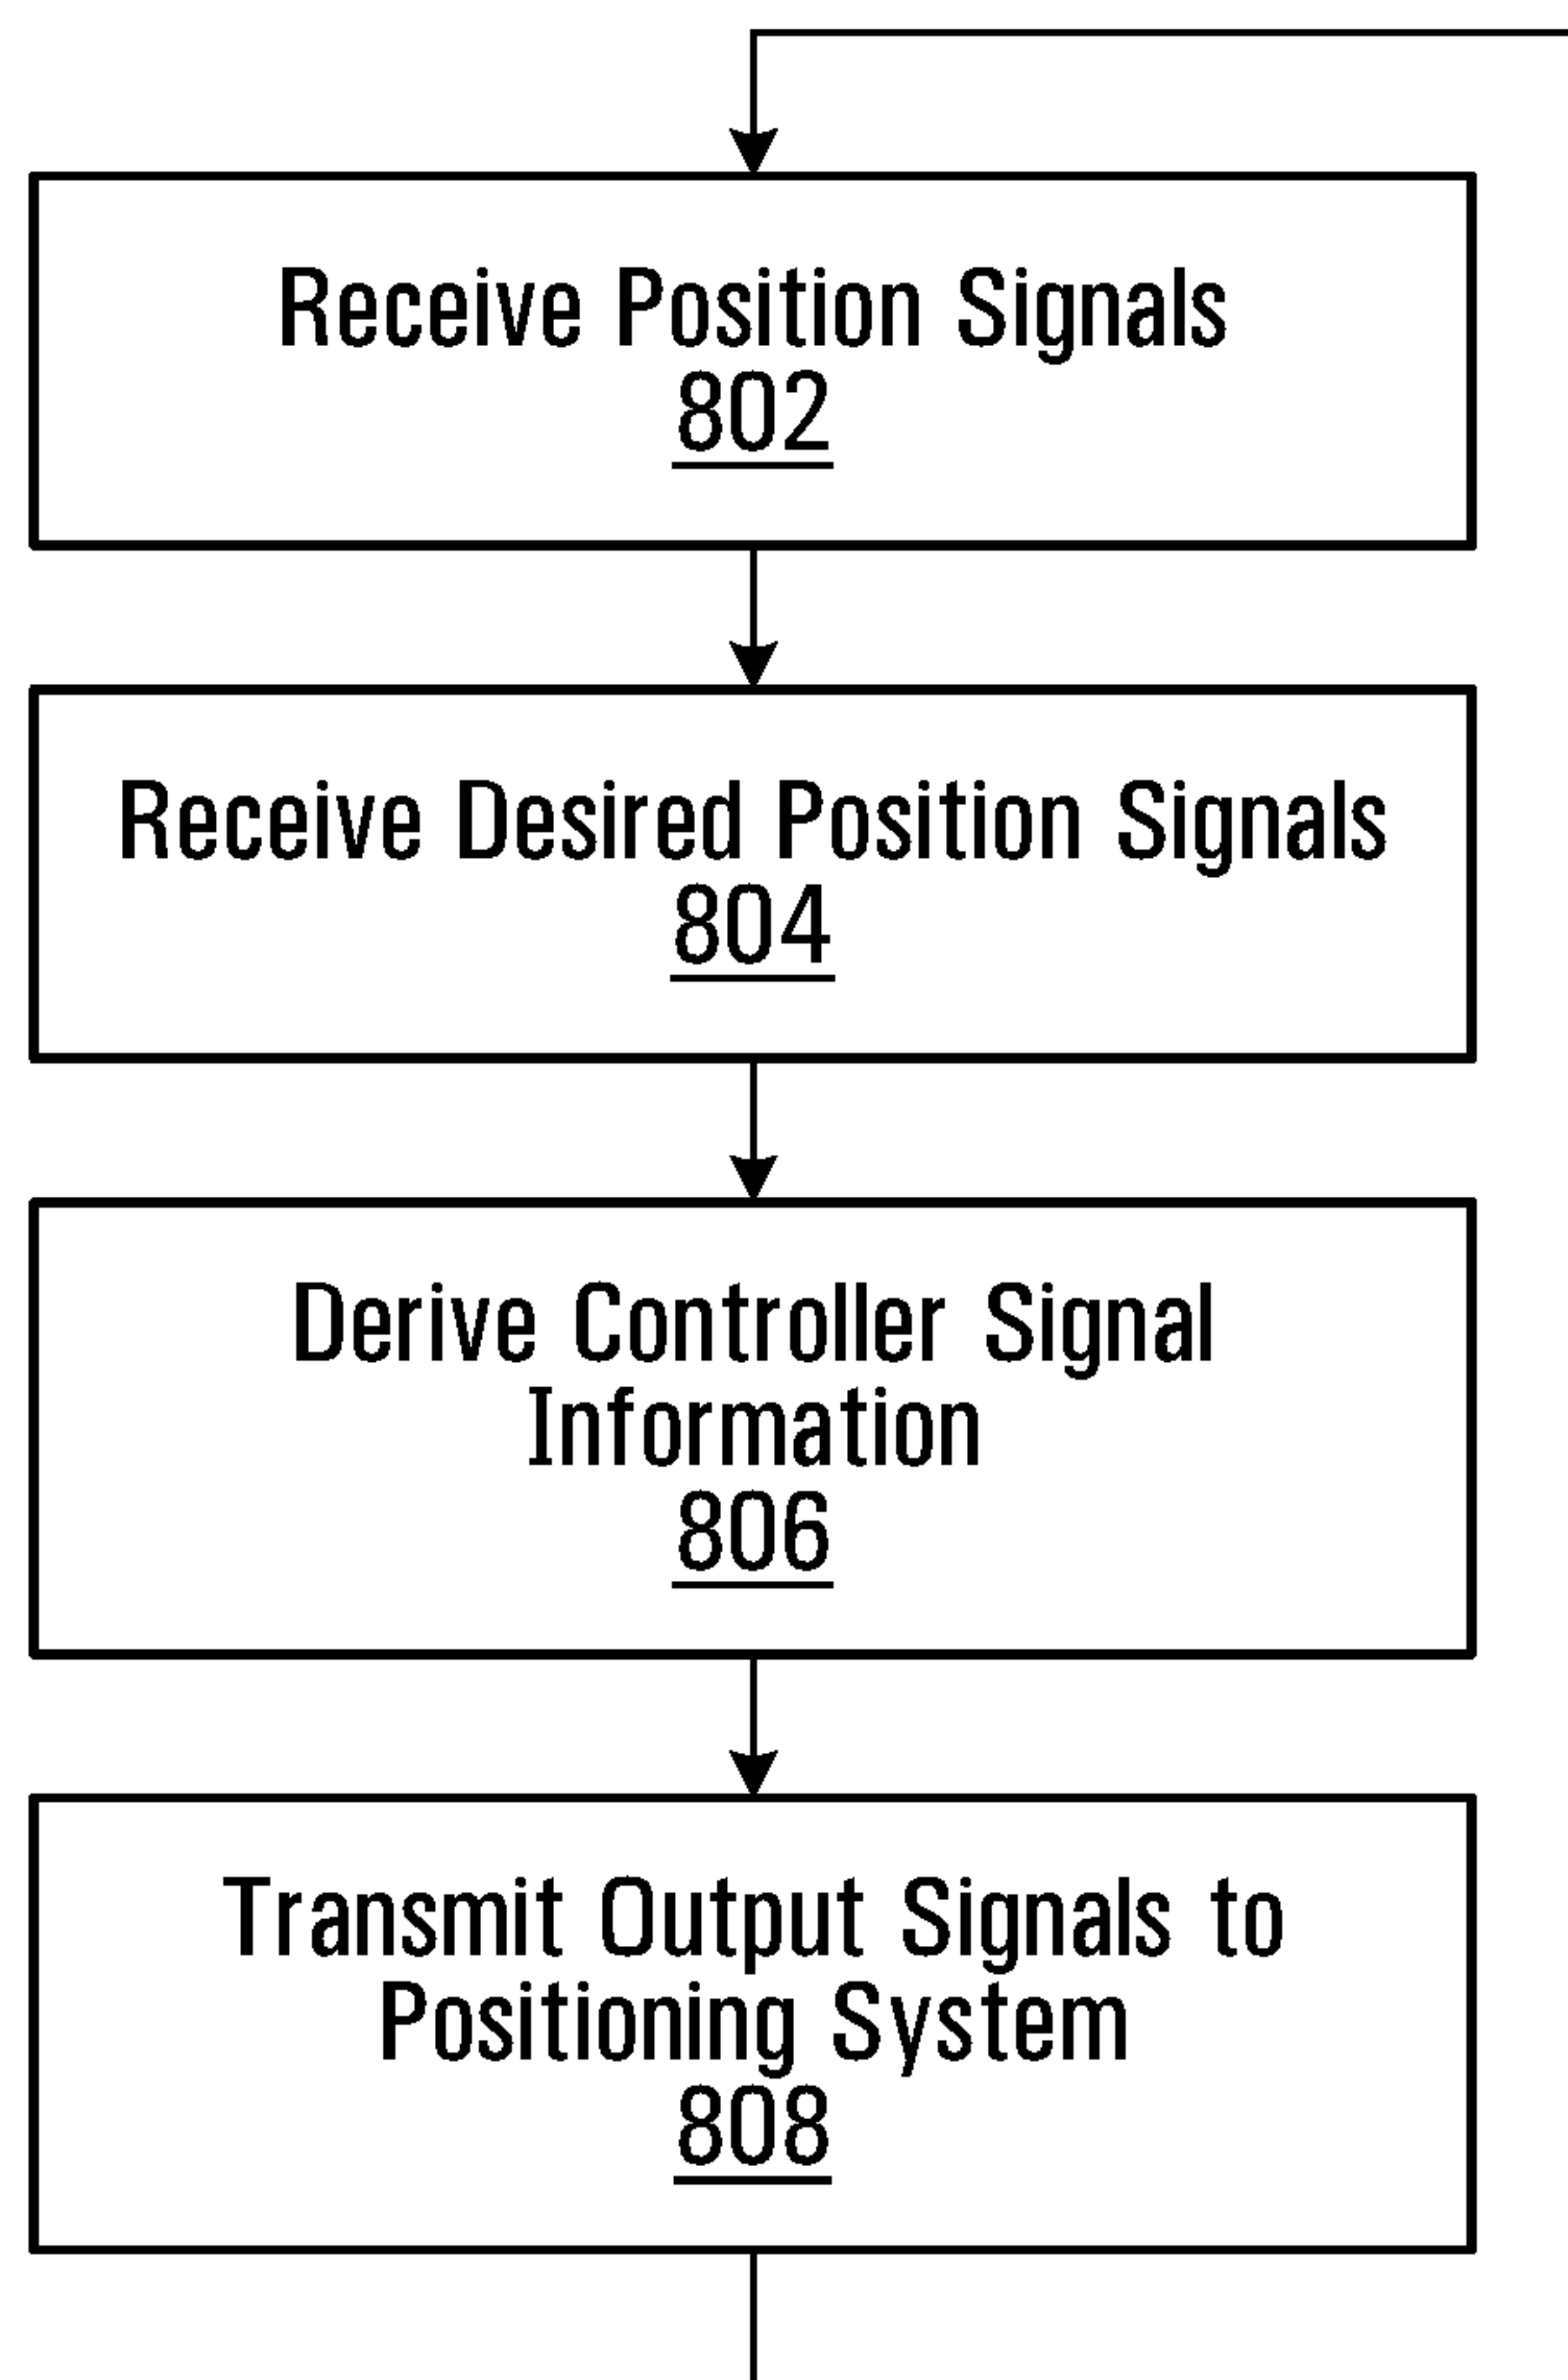 Receive Position Signals
802
Receive Desired Position Signals
804
Derive Controller Signal
Information
806
Transmit Output Signals to
Positioning System
808